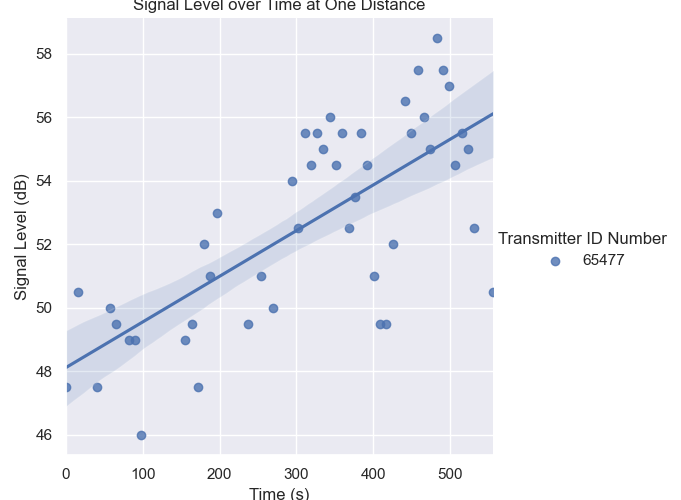 Signal Level over Time at One Distance
58
56
54
52
50
48
46
Signal Level (dB)
0 100 200 300 400 500
Time (s)
Transmitter ID Number
65477